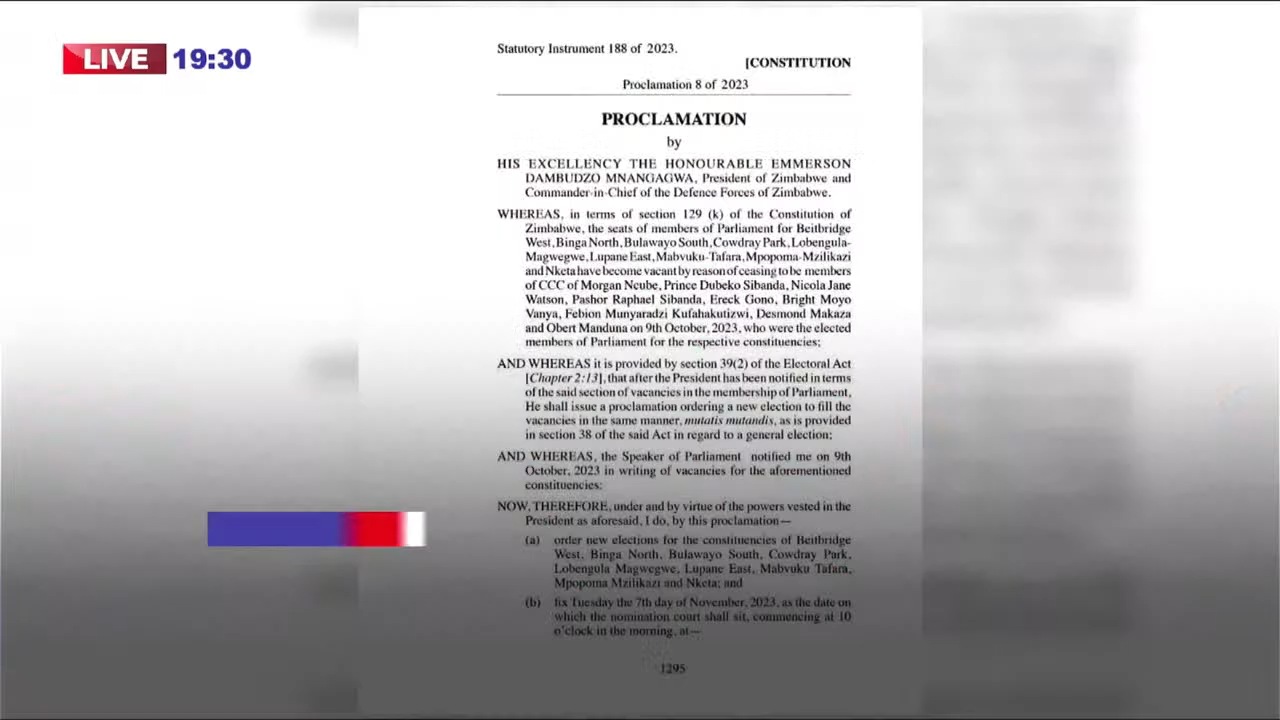 LIVE 19:30
Statutory Instrument 188 of 2023.
[CONSTITUTION
Proclamation 8 of 2023
PROCLAMATION
by
HIS EXCELLENCY THE HONOURABLE EMMERSON
DAMBUDZO MNANGAGWA, President of Zimbabwe and
Commander-in-Chief of the Defence Forces of Zimbabwe.
WHEREAS, in terms of section 129 (k) of the Constitution of
Zimbabwe, the seats of members of Parliament for Beitbridge
West, Binga North, Bulawayo South, Cowdray Park, Lobengula-
Magwegwe, Lupane East, Mabvuku-Tafara, Mpopoma-Mzilikazi
and Nketa have become vacant by reason of ceasing to be members
of CCC of Morgan Ncube, Prince Dubeko Sibanda, Nicola Jane
Watson, Pashor Raphael Sibanda, Ereck Gono, Bright Moyo
Vanya, Febion Munyaradzi Kufahakutizwi, Desmond Makaza
and Obert Manduna on 9th October, 2023, who were the elected
members of Parliament for the respective constituencies;
AND WHEREAS it is provided by section 39(2) of the Electoral Act
[Chapter 2:13], that after the President has been notified in terms
of the said section of vacancies in the membership of Parliament,
He shall issue a proclamation ordering a new election to fill the
vacancies in the same manner, mutatis mutandis, as is provided
in section 38 of the said Act in regard to a general election;
AND WHEREAS, the Speaker of Parliament notified me on 9th
October, 2023 in writing of vacancies for the aforementioned
constituencies:
NOW, THEREFORE, under and by virtue of the powers vested in the
President as aforesaid, I do, by this proclamation—
(a) order new elections for the constituencies of Beitbridge
West, Binga North, Bulawayo South, Cowdray Park,
Lobengula Magwegwe, Lupane East, Mabvuku Tafara,
Mpopoma Mzilikazi and Nketa; and
(b) fix Tuesday the 7th day of November, 2023, as the date on
which the nomination court shall sit, commencing at 10
o'clock in the morning, at—
1295